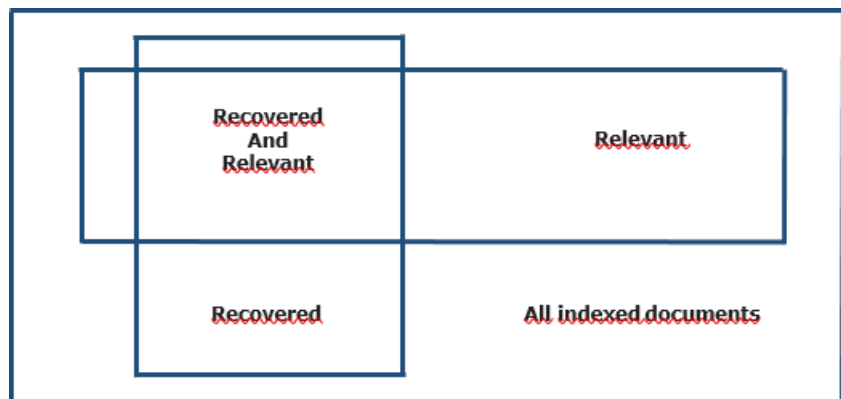 Recovered
And
Relevant
Relevant
Recovered
All indexed documents